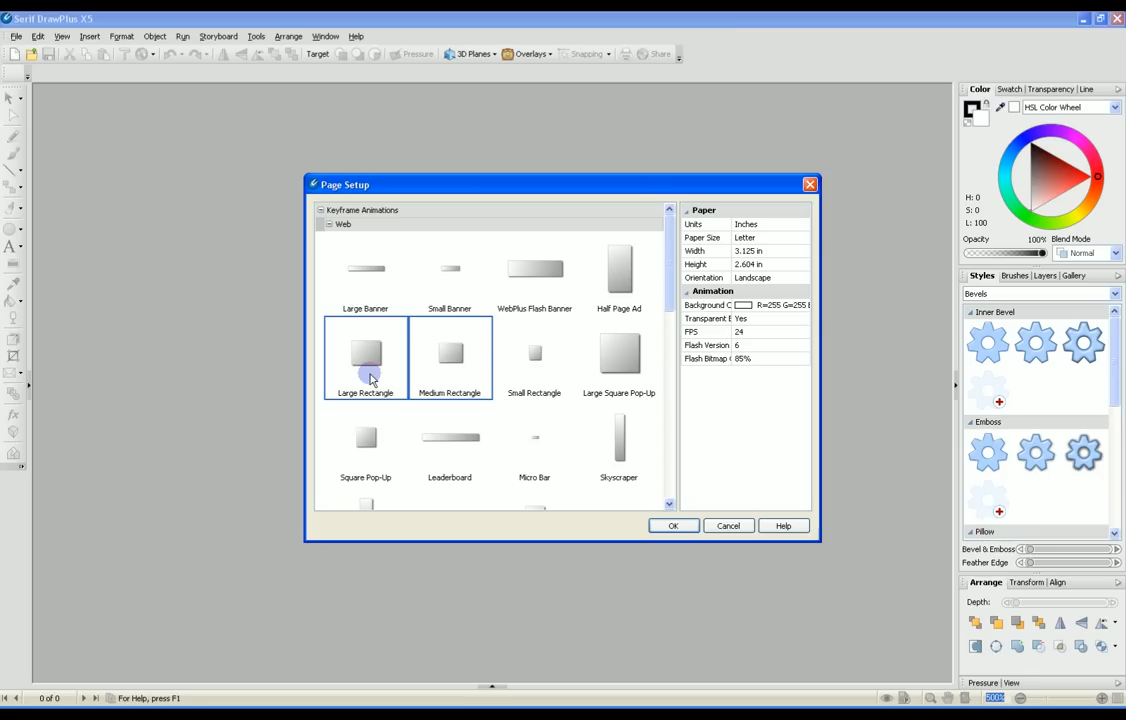 Serif DrawPlus X5
File Edit View Insert Format Object Run Storyboard Tools Arrange Window Help
Target Pressure 3D Planes Overlays Snapping Share
Color Swatch Transparency Line
HSL Color Wheel
H: 0
S: 0
L: 100
Opacity 100% Blend Mode
Normal
Styles Brushes Layers Gallery
Bevels
Inner Bevel
Emboss
Pillow
Bevel & Emboss
Feather Edge
Arrange Transform Align
Depth:
Pressure View
Page Setup
Keyframe Animations
Web
Large Banner Small Banner WebPlus Flash Banner Half Page Ad
Large Rectangle Medium Rectangle Small Rectangle Large Square Pop-Up
Square Pop-Up Leaderboard Micro Bar Skyscraper
Paper
Units Inches
Paper Size Letter
Width 3.125 in
Height 2.604 in
Orientation Landscape
Animation
Background C R=255 G=255 B
Transparent B Yes
FPS 24
Flash Version 6
Flash Bitmap 85%
OK Cancel Help
0 of 0 For Help, press F1 500%